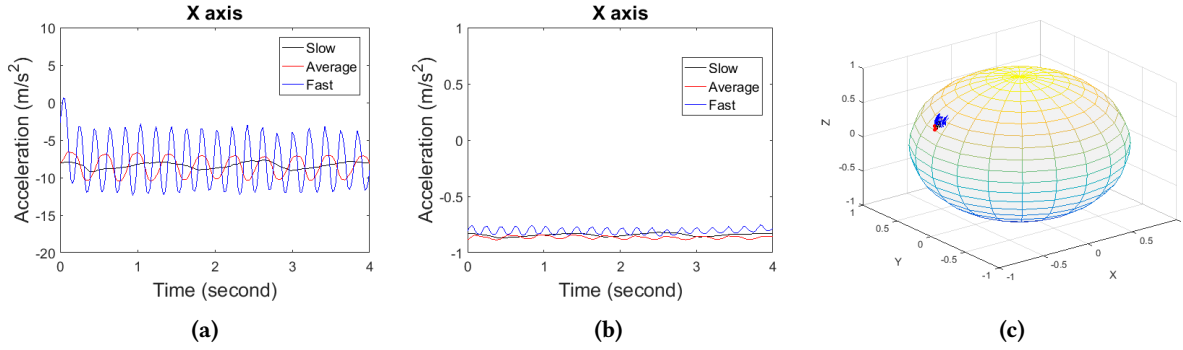 X axis
Acceleration (m/s²)
10
5
0
-5
-10
-15
-20
0
1
2
3
4
Time (second)
Slow
Average
Fast
(a)
X axis
Acceleration (m/s²)
1
0.5
0
-0.5
-1
0
1
2
3
4
Time (second)
Slow
Average
Fast
(b)
Z
1
0.5
0
-0.5
-1
1
0.5
0
-0.5
-1
Y
-1
-0.5
0
0.5
X
(c)